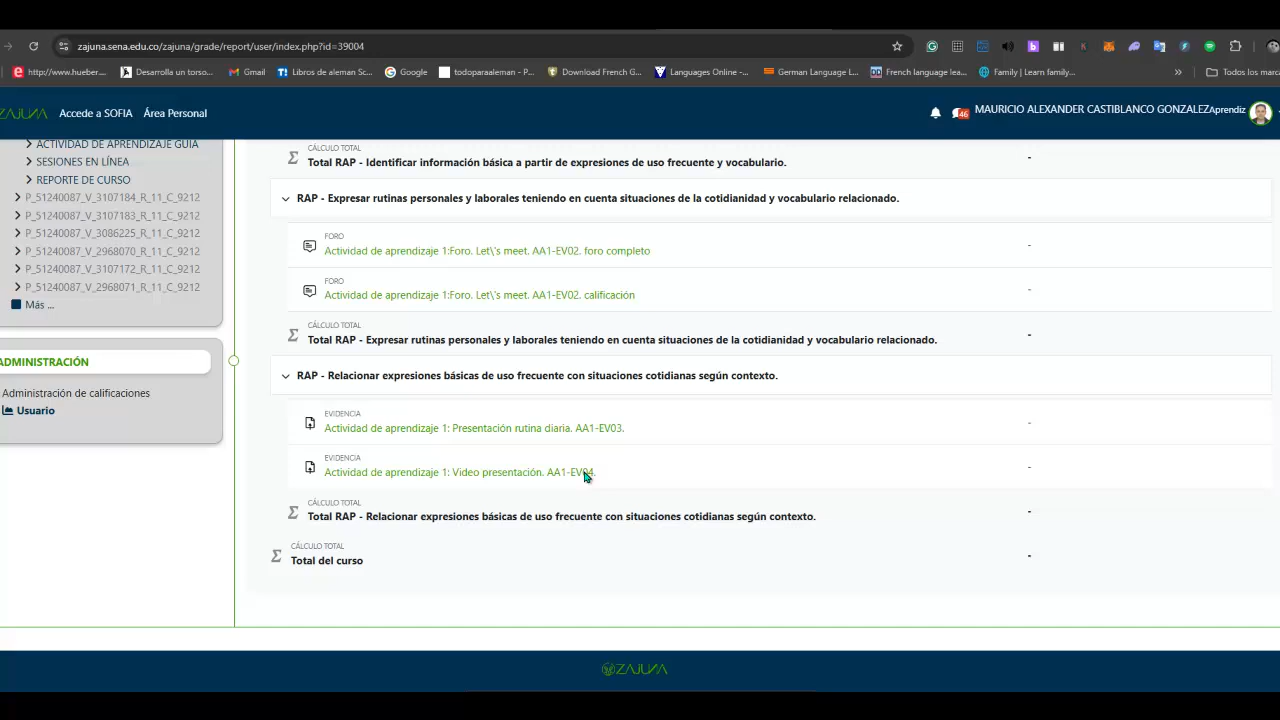 zajuna.sena.edu.co/zajuna/grade/report/user/index.php?id=39004
http://www.hueber....
Desarrolla un torso...
Gmail
Libros de aleman Sc...
Google
todoparaaleman - P...
Download French G...
Languages Online -...
German Language L...
French language lea...
Family | Learn family...
»
Todos los marca
ZAJUNA
Accede a SOFIA
Área Personal
46
MAURICIO ALEXANDER CASTIBLANCO GONZALEZ
Aprendiz
ACTIVIDAD DE APRENDIZAJE GUIA
SESIONES EN LÍNEA
REPORTE DE CURSO
P_51240087_V_3107184_R_11_C_9212
P_51240087_V_3107183_R_11_C_9212
P_51240087_V_3086225_R_11_C_9212
P_51240087_V_2968070_R_11_C_9212
P_51240087_V_3107172_R_11_C_9212
P_51240087_V_2968071_R_11_C_9212
Más ...
ADMINISTRACIÓN
Administración de calificaciones
Usuario
Σ CÁLCULO TOTAL
Total RAP - Identificar información básica a partir de expresiones de uso frecuente y vocabulario. -
RAP - Expresar rutinas personales y laborales teniendo en cuenta situaciones de la cotidianidad y vocabulario relacionado.
FORO
Actividad de aprendizaje 1:Foro. Let\'s meet. AA1-EV02. foro completo -
FORO
Actividad de aprendizaje 1:Foro. Let\'s meet. AA1-EV02. calificación -
Σ CÁLCULO TOTAL
Total RAP - Expresar rutinas personales y laborales teniendo en cuenta situaciones de la cotidianidad y vocabulario relacionado. -
RAP - Relacionar expresiones básicas de uso frecuente con situaciones cotidianas según contexto.
EVIDENCIA
Actividad de aprendizaje 1: Presentación rutina diaria. AA1-EV03. -
EVIDENCIA
Actividad de aprendizaje 1: Video presentación. AA1-EV04. -
Σ CÁLCULO TOTAL
Total RAP - Relacionar expresiones básicas de uso frecuente con situaciones cotidianas según contexto. -
Σ CÁLCULO TOTAL
Total del curso -
ZAJUNA